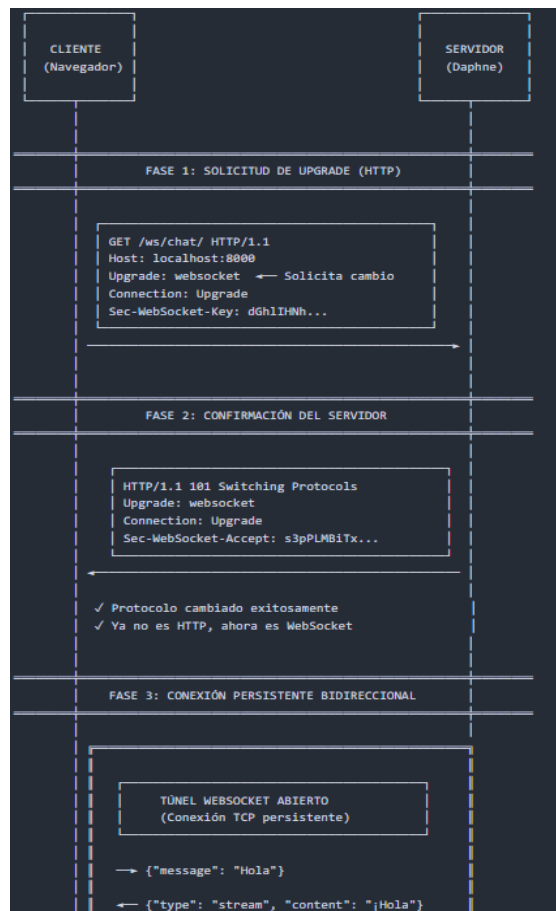 CLIENTE
(Navegador)
SERVIDOR
(Daphne)
FASE 1: SOLICITUD DE UPGRADE (HTTP)
GET /ws/chat/ HTTP/1.1
Host: localhost:8000
Upgrade: websocket ←— Solicita cambio
Connection: Upgrade
Sec-WebSocket-Key: dGhlIHNh...
FASE 2: CONFIRMACIÓN DEL SERVIDOR
HTTP/1.1 101 Switching Protocols
Upgrade: websocket
Connection: Upgrade
Sec-WebSocket-Accept: s3pPLMBiTx...
✓ Protocolo cambiado exitosamente
✓ Ya no es HTTP, ahora es WebSocket
FASE 3: CONEXIÓN PERSISTENTE BIDIRECCIONAL
TÚNEL WEBSOCKET ABIERTO
(Conexión TCP persistente)
—→ {"message": "Hola"}
←— {"type": "stream", "content": "¡Hola"}